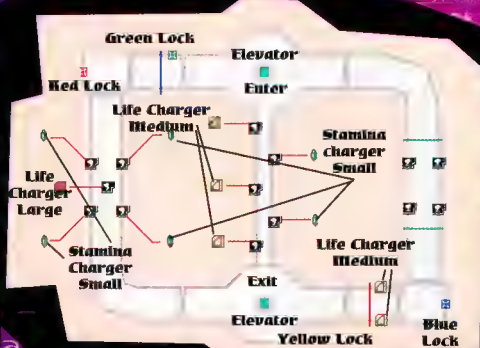 Green Lock
Elevator
Red Lock
Enter
Life Charger
Medium
Stamina
charger
Small
Life
Charger
Large
Stamina
Charger
Small
Life Charger
Medium
Exit
Elevator
Yellow Lock
Blue
Lock